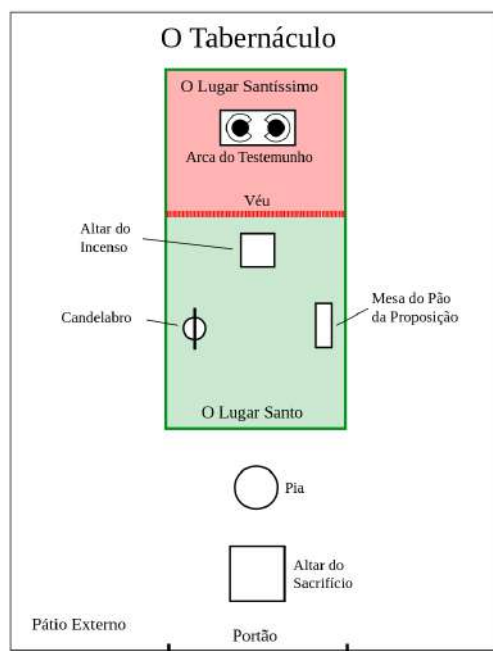 O Tabernáculo
O Lugar Santíssimo
Arca do Testemunho
Véu
Altar do
Incenso
Candelabro
Mesa do Pão
da Proposição
O Lugar Santo
Pia
Altar do
Sacrifício
Pátio Externo
Portão